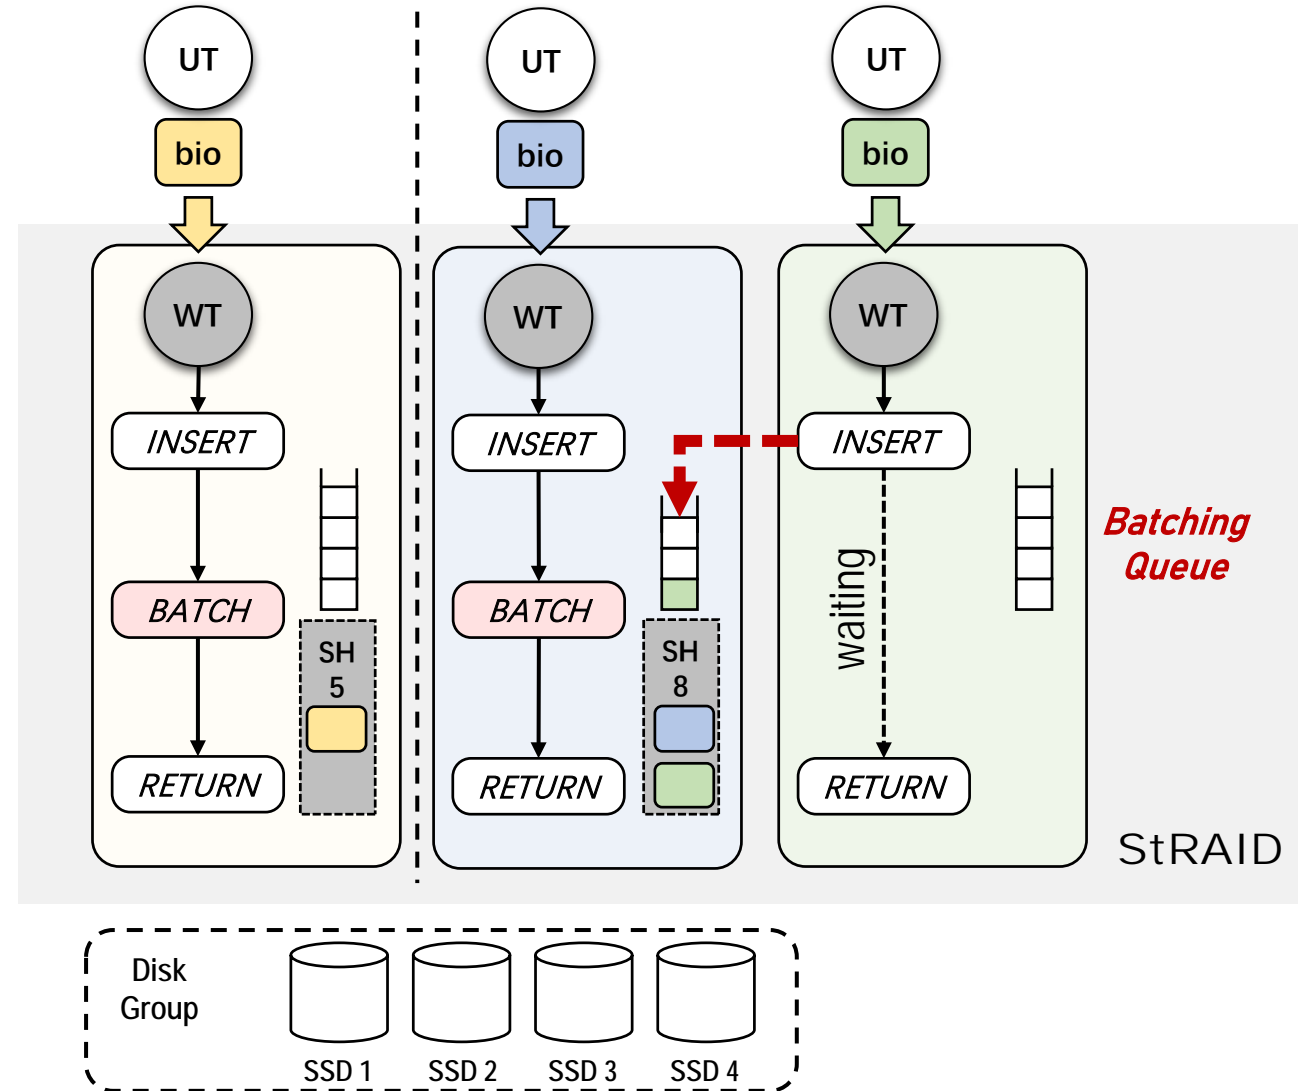 UT
UT
UT
bio
bio
bio
WT
WT
WT
INSERT
INSERT
INSERT
Batching
Queue
waiting
BATCH
BATCH
SH
5
SH
8
RETURN
RETURN
RETURN
StRAID
Disk
Group
SSD 1
SSD 2
SSD 3
SSD 4